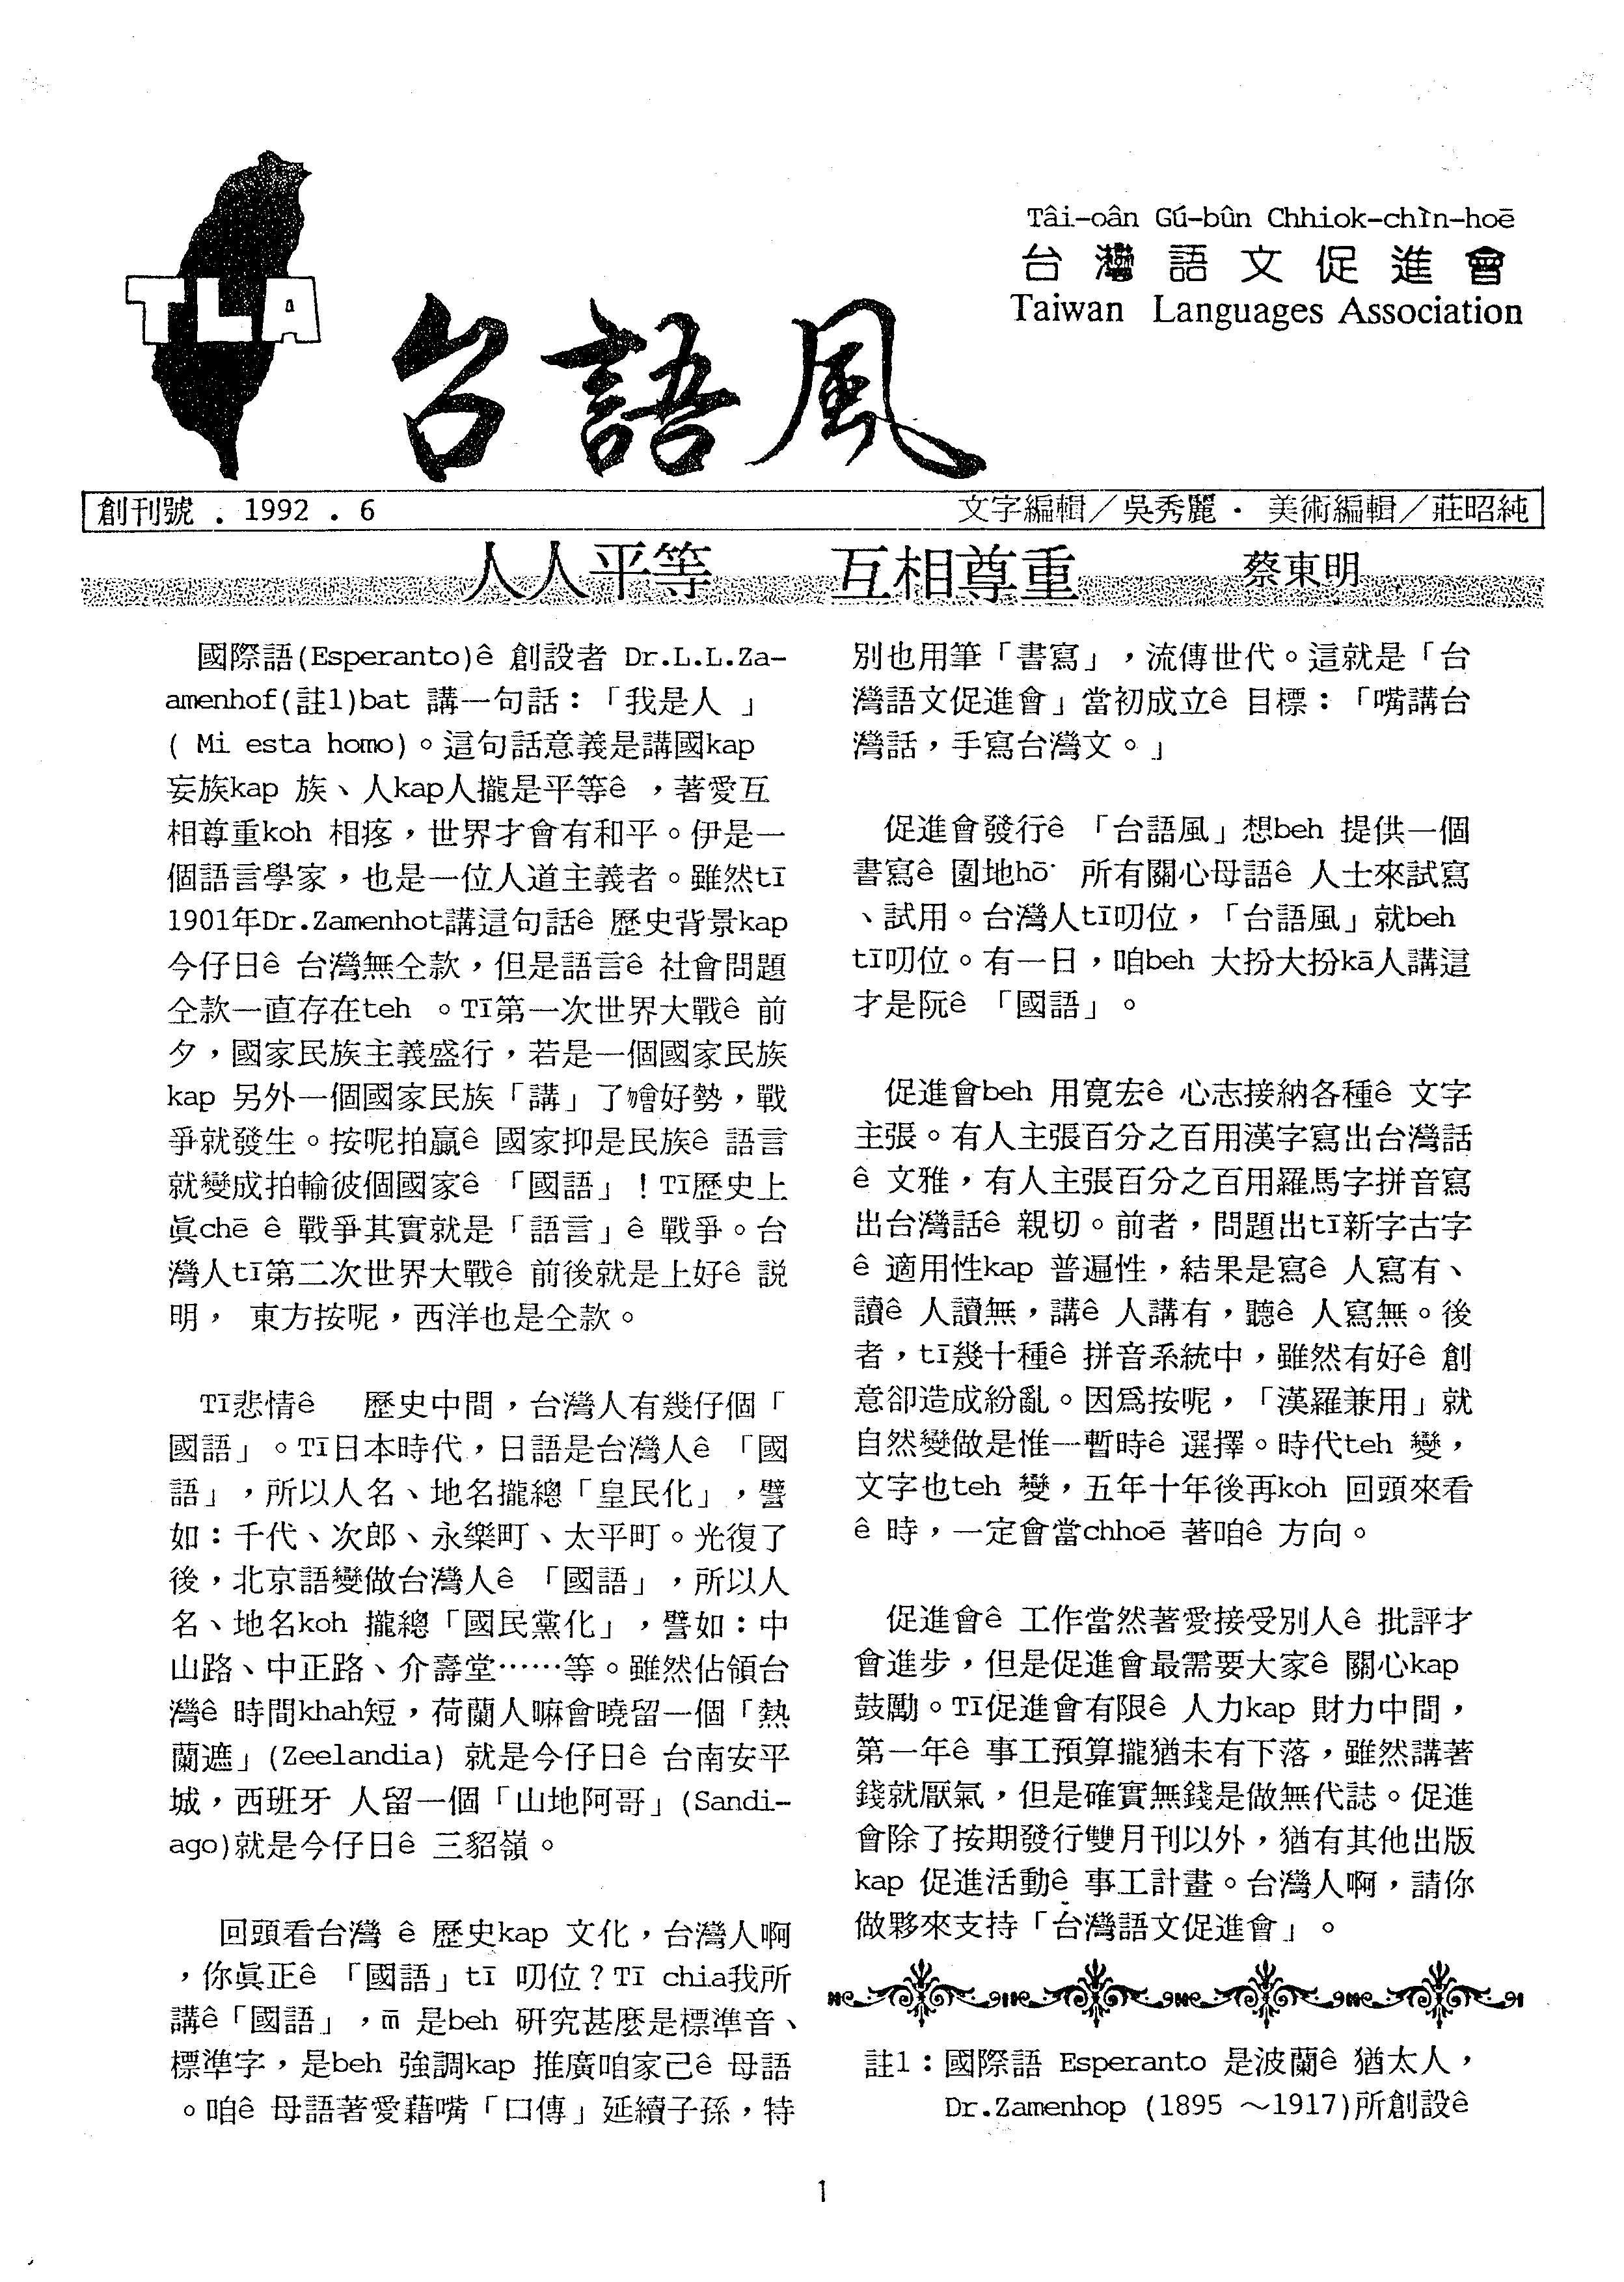 TLA
台語風
Tâi-oân Gú-bûn Chhiok-chìn-hoē
台灣語文促進會
Taiwan Languages Association
創刊號 . 1992 . 6
文字編輯／吳秀麗・ 美術編輯／莊昭純
人人平等 互相尊重 蔡東明
國際語(Esperanto)ê 創設者 Dr.L.L.Za-
amenhof(註1)bat 講一句話：「我是人 」
( Mi esta homo)。這句話意義是講國kap
妄族kap 族、人kap人攏是平等ê ，著愛互
相尊重koh 相疼，世界才會有和平。伊是一
個語言學家，也是一位人道主義者。雖然tī
1901年Dr.Zamenhot講這句話ê 歷史背景kap
今仔日ê 台灣無仝款，但是語言ê 社會問題
仝款一直存在teh 。Tī第一次世界大戰ê 前
夕，國家民族主義盛行，若是一個國家民族
kap 另外一個國家民族「講」了𣍐好勢，戰
爭就發生。按呢拍贏ê 國家抑是民族ê 語言
就變成拍輸彼個國家ê 「國語」！Tī歷史上
眞chē ê 戰爭其實就是「語言」ê 戰爭。台
灣人tī第二次世界大戰ê 前後就是上好ê 說
明， 東方按呢，西洋也是仝款。
Tī悲情ê 歷史中間，台灣人有幾仔個「
國語」。Tī日本時代，日語是台灣人ê 「國
語」，所以人名、地名攏總「皇民化」，譬
如：千代、次郎、永樂町、太平町。光復了
後，北京語變做台灣人ê 「國語」，所以人
名、地名koh 攏總「國民黨化」，譬如：中
山路、中正路、介壽堂……等。雖然佔領台
灣ê 時間khah短，荷蘭人嘛會曉留一個「熱
蘭遮」(Zeelandia) 就是今仔日ê 台南安平
城，西班牙 人留一個「山地阿哥」(Sandi-
ago)就是今仔日ê 三貂嶺。
回頭看台灣 ê 歷史kap 文化，台灣人啊
，你眞正ê 「國語」tī 叨位？Tī chia我所
講ê「國語」，m̄ 是beh 研究甚麼是標準音、
標準字，是beh 強調kap 推廣咱家己ê 母語
。咱ê 母語著愛藉嘴「口傳」延續子孫，特
別也用筆「書寫」，流傳世代。這就是「台
灣語文促進會」當初成立ê 目標：「嘴講台
灣話，手寫台灣文。」
促進會發行ê 「台語風」想beh 提供一個
書寫ê 園地hō͘ 所有關心母語ê 人士來試寫
、試用。台灣人tī叨位，「台語風」就beh
tī叨位。有一日，咱beh 大扮大扮kā人講這
才是阮ê 「國語」。
促進會beh 用寬宏ê 心志接納各種ê 文字
主張。有人主張百分之百用漢字寫出台灣話
ê 文雅，有人主張百分之百用羅馬字拼音寫
出台灣話ê 親切。前者，問題出tī新字古字
ê 適用性kap 普遍性，結果是寫ê 人寫有、
讀ê 人讀無，講ê 人講有，聽ê 人寫無。後
者，tī幾十種ê 拼音系統中，雖然有好ê 創
意卻造成紛亂。因爲按呢，「漢羅兼用」就
自然變做是惟一暫時ê 選擇。時代teh 變，
文字也teh 變，五年十年後再koh 回頭來看
ê 時，一定會當chhoē 著咱ê 方向。
促進會ê 工作當然著愛接受別人ê 批評才
會進步，但是促進會最需要大家ê 關心kap
鼓勵。Tī促進會有限ê 人力kap 財力中間，
第一年ê 事工預算攏猶未有下落，雖然講著
錢就厭氣，但是確實無錢是做無代誌。促進
會除了按期發行雙月刊以外，猶有其他出版
kap 促進活動ê 事工計畫。台灣人啊，請你
做夥來支持「台灣語文促進會」。
註1：國際語 Esperanto 是波蘭ê 猶太人，
Dr.Zamenhop (1895 ～1917)所創設ê
1